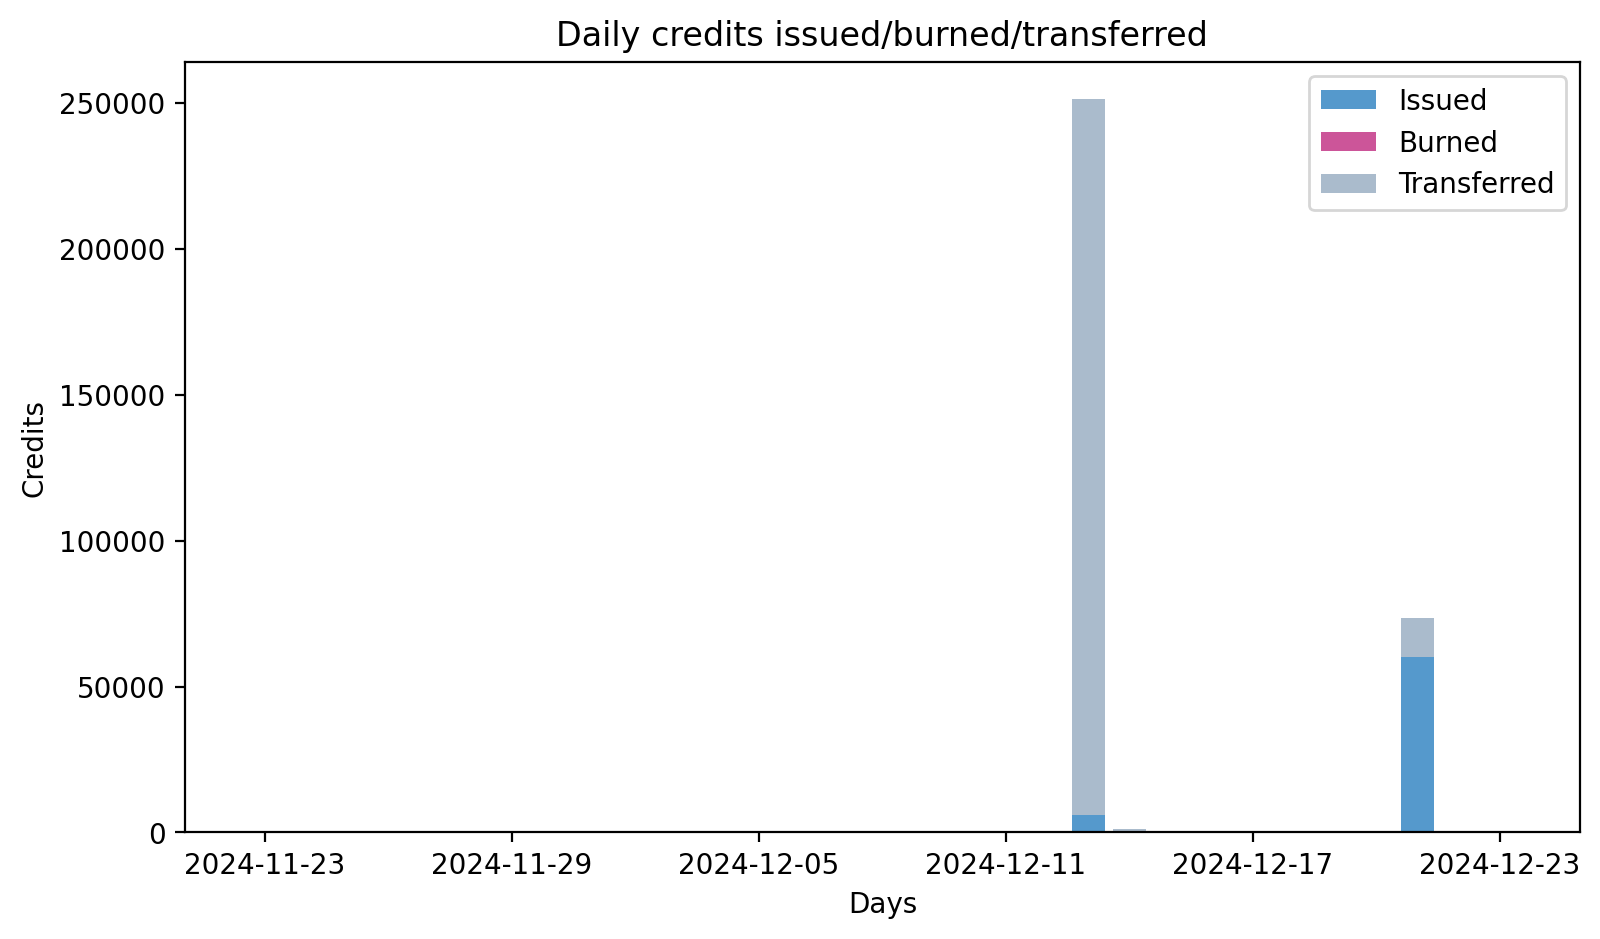 Daily credits issued/burned/transferred
250000
200000
150000
100000
50000
0
Credits
Issued
Burned
Transferred
2024-11-23 2024-11-29 2024-12-05 2024-12-11 2024-12-17 2024-12-23
Days